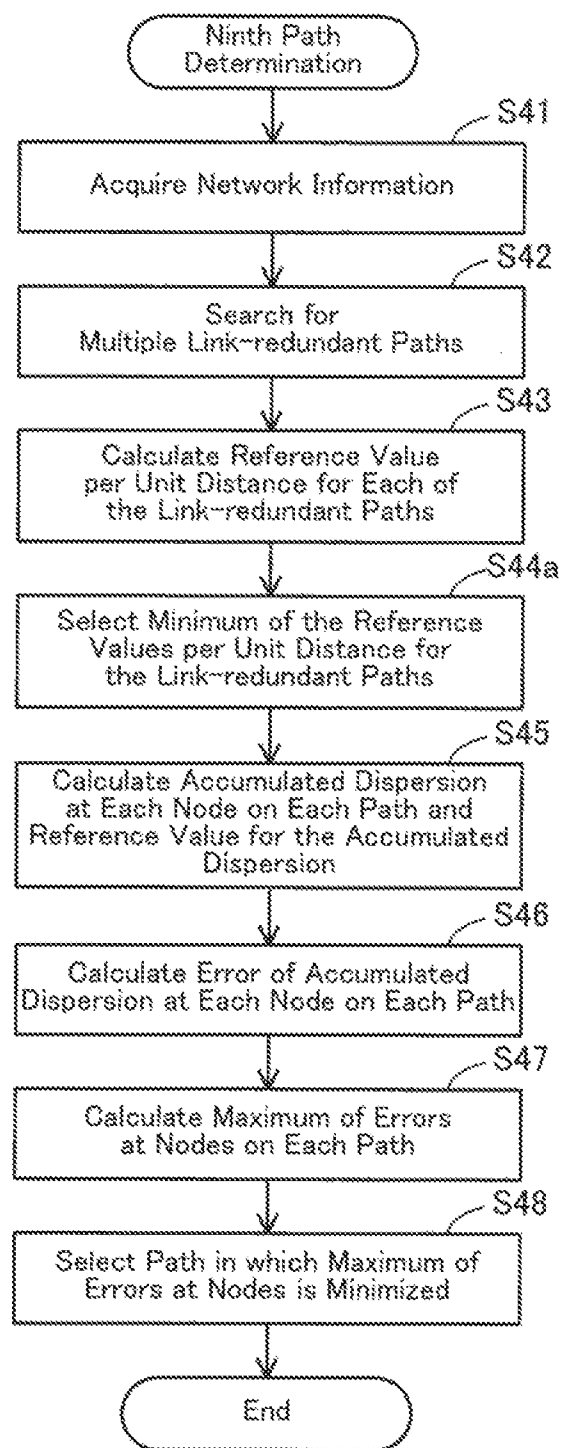 Ninth Path
Determination
S41
Acquire Network Information
S42
Search for
Multiple Link-redundant Paths
S43
Calculate Reference Value
per Unit Distance for Each of
the Link-redundant Paths
S44a
Select Minimum of the Reference
Values per Unit Distance for
the Link-redundant Paths
S45
Calculate Accumulated Dispersion
at Each Node on Each Path and
Reference Value for the Accumulated
Dispersion
S46
Calculate Error of Accumulated
Dispersion at Each Node on Each Path
S47
Calculate Maximum of Errors
at Nodes on Each Path
S48
Select Path in which Maximum of
Errors at Nodes is Minimized
End